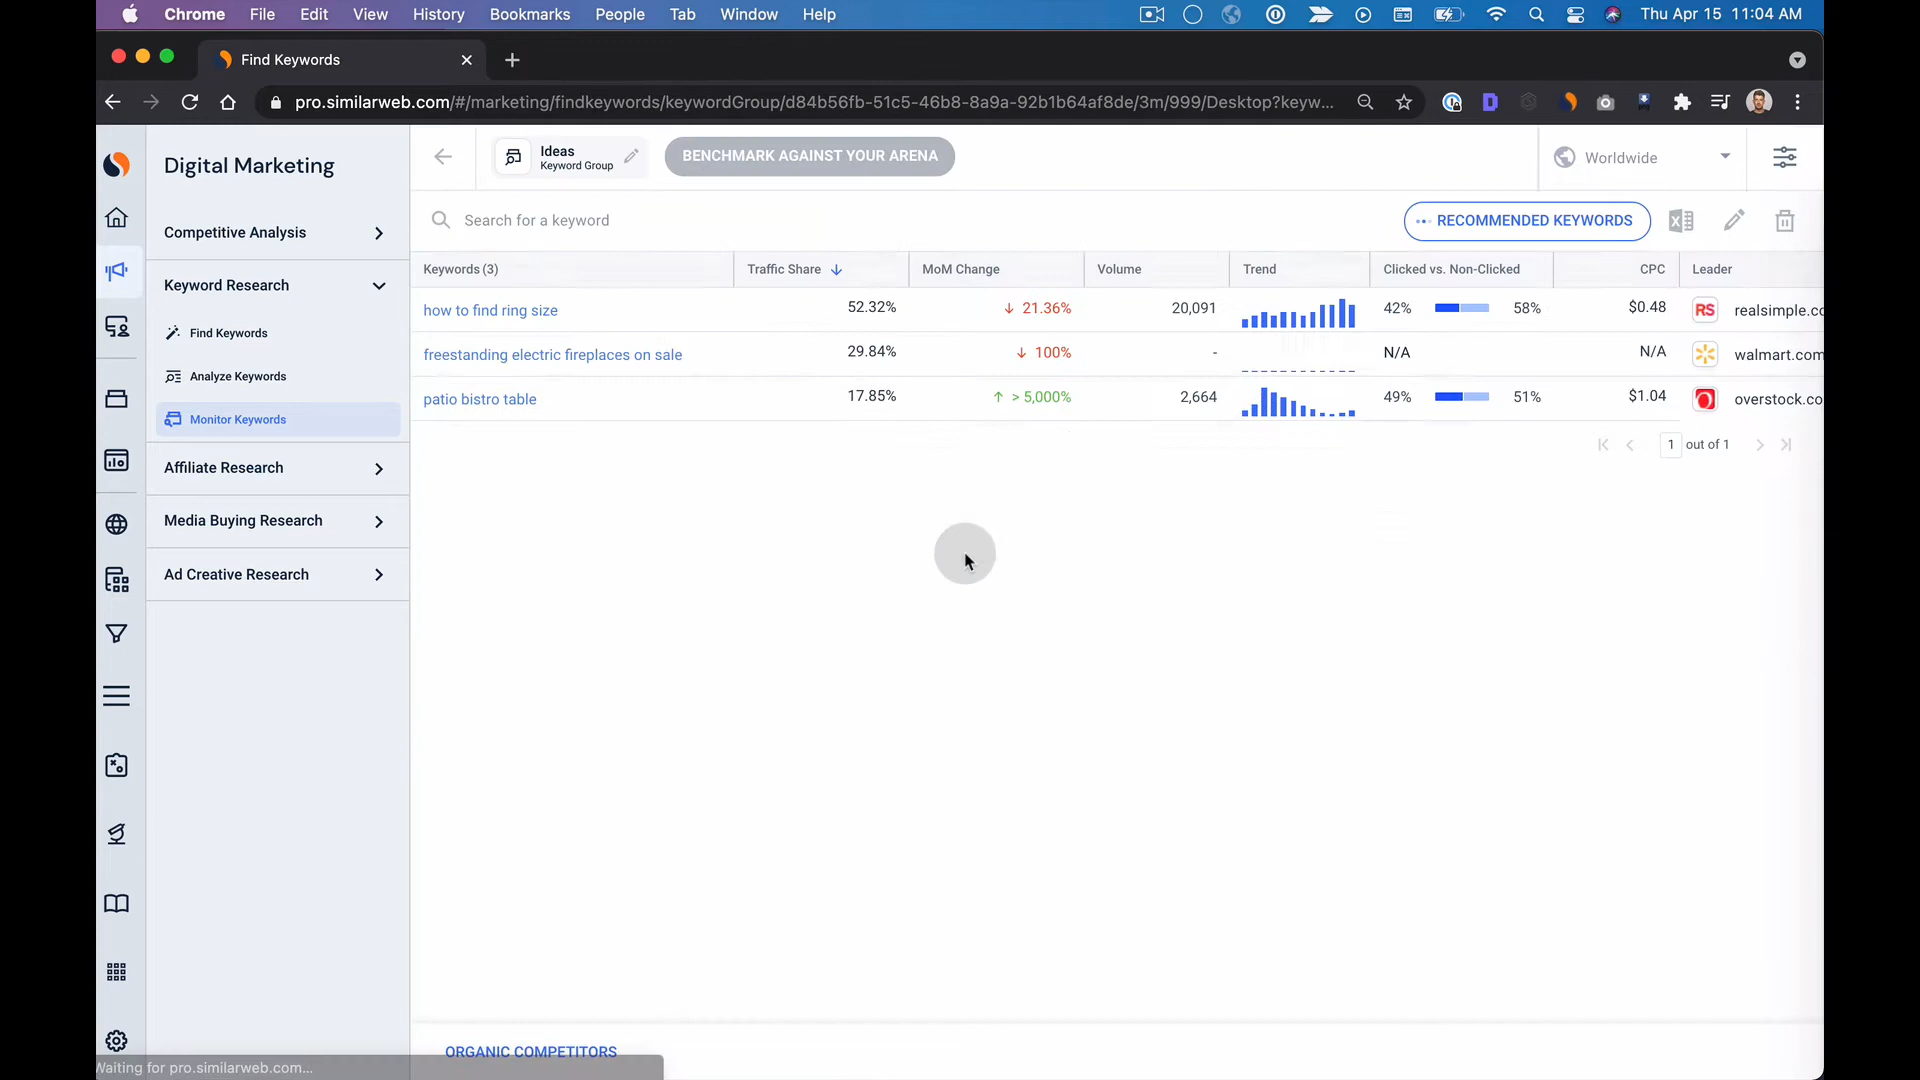 Chrome File Edit View History Bookmarks People Tab Window Help Thu Apr 15 11:04 AM
Find Keywords
pro.similarweb.com/#/marketing/findkeywords/keywordGroup/d84b56fb-51c5-46b8-8a9a-92b1b64af8de/3m/999/Desktop?keyw...
Digital Marketing
Competitive Analysis
Keyword Research
Find Keywords
Analyze Keywords
Monitor Keywords
Affiliate Research
Media Buying Research
Ad Creative Research
Ideas
Keyword Group
BENCHMARK AGAINST YOUR ARENA
Worldwide
Search for a keyword
RECOMMENDED KEYWORDS
Keywords (3) Traffic Share MoM Change Volume Trend Clicked vs. Non-Clicked CPC Leader
how to find ring size 52.32% ↓ 21.36% 20,091 42% 58% $0.48 RS realsimple.co
freestanding electric fireplaces on sale 29.84% ↓ 100% - N/A N/A walmart.com
patio bistro table 17.85% ↑ > 5,000% 2,664 49% 51% $1.04 overstock.co
1 out of 1
ORGANIC COMPETITORS
Waiting for pro.similarweb.com...